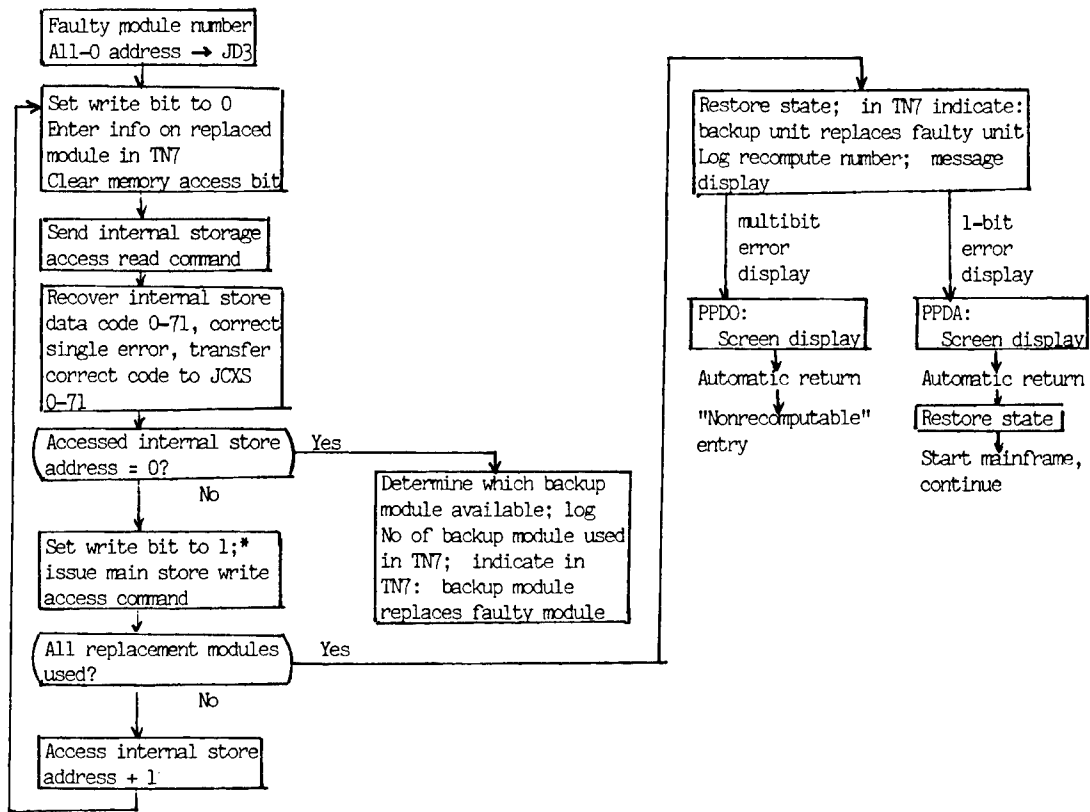 Faulty module number
All-0 address → JD3
Set write bit to 0
Enter info on replaced
module in TN7
Clear memory access bit
Send internal storage
access read command
Recover internal store
data code 0-71, correct
single error, transfer
correct code to JCXS
0-71
Accessed internal store
address = 0?
Yes
No
Determine which backup
module available; log
No of backup module used
in TN7; indicate in
TN7: backup module
replaces faulty module
Set write bit to 1;*
issue main store write
access command
All replacement modules
used?
Yes
No
Access internal store
address + 1
Restore state; in TN7 indicate:
backup unit replaces faulty unit
Log recompute number; message
display
multibit
error
display
1-bit
error
display
PPDO:
Screen display
Automatic return
"Nonrecomputable"
entry
PPDA:
Screen display
Automatic return
Restore state
Start mainframe,
continue